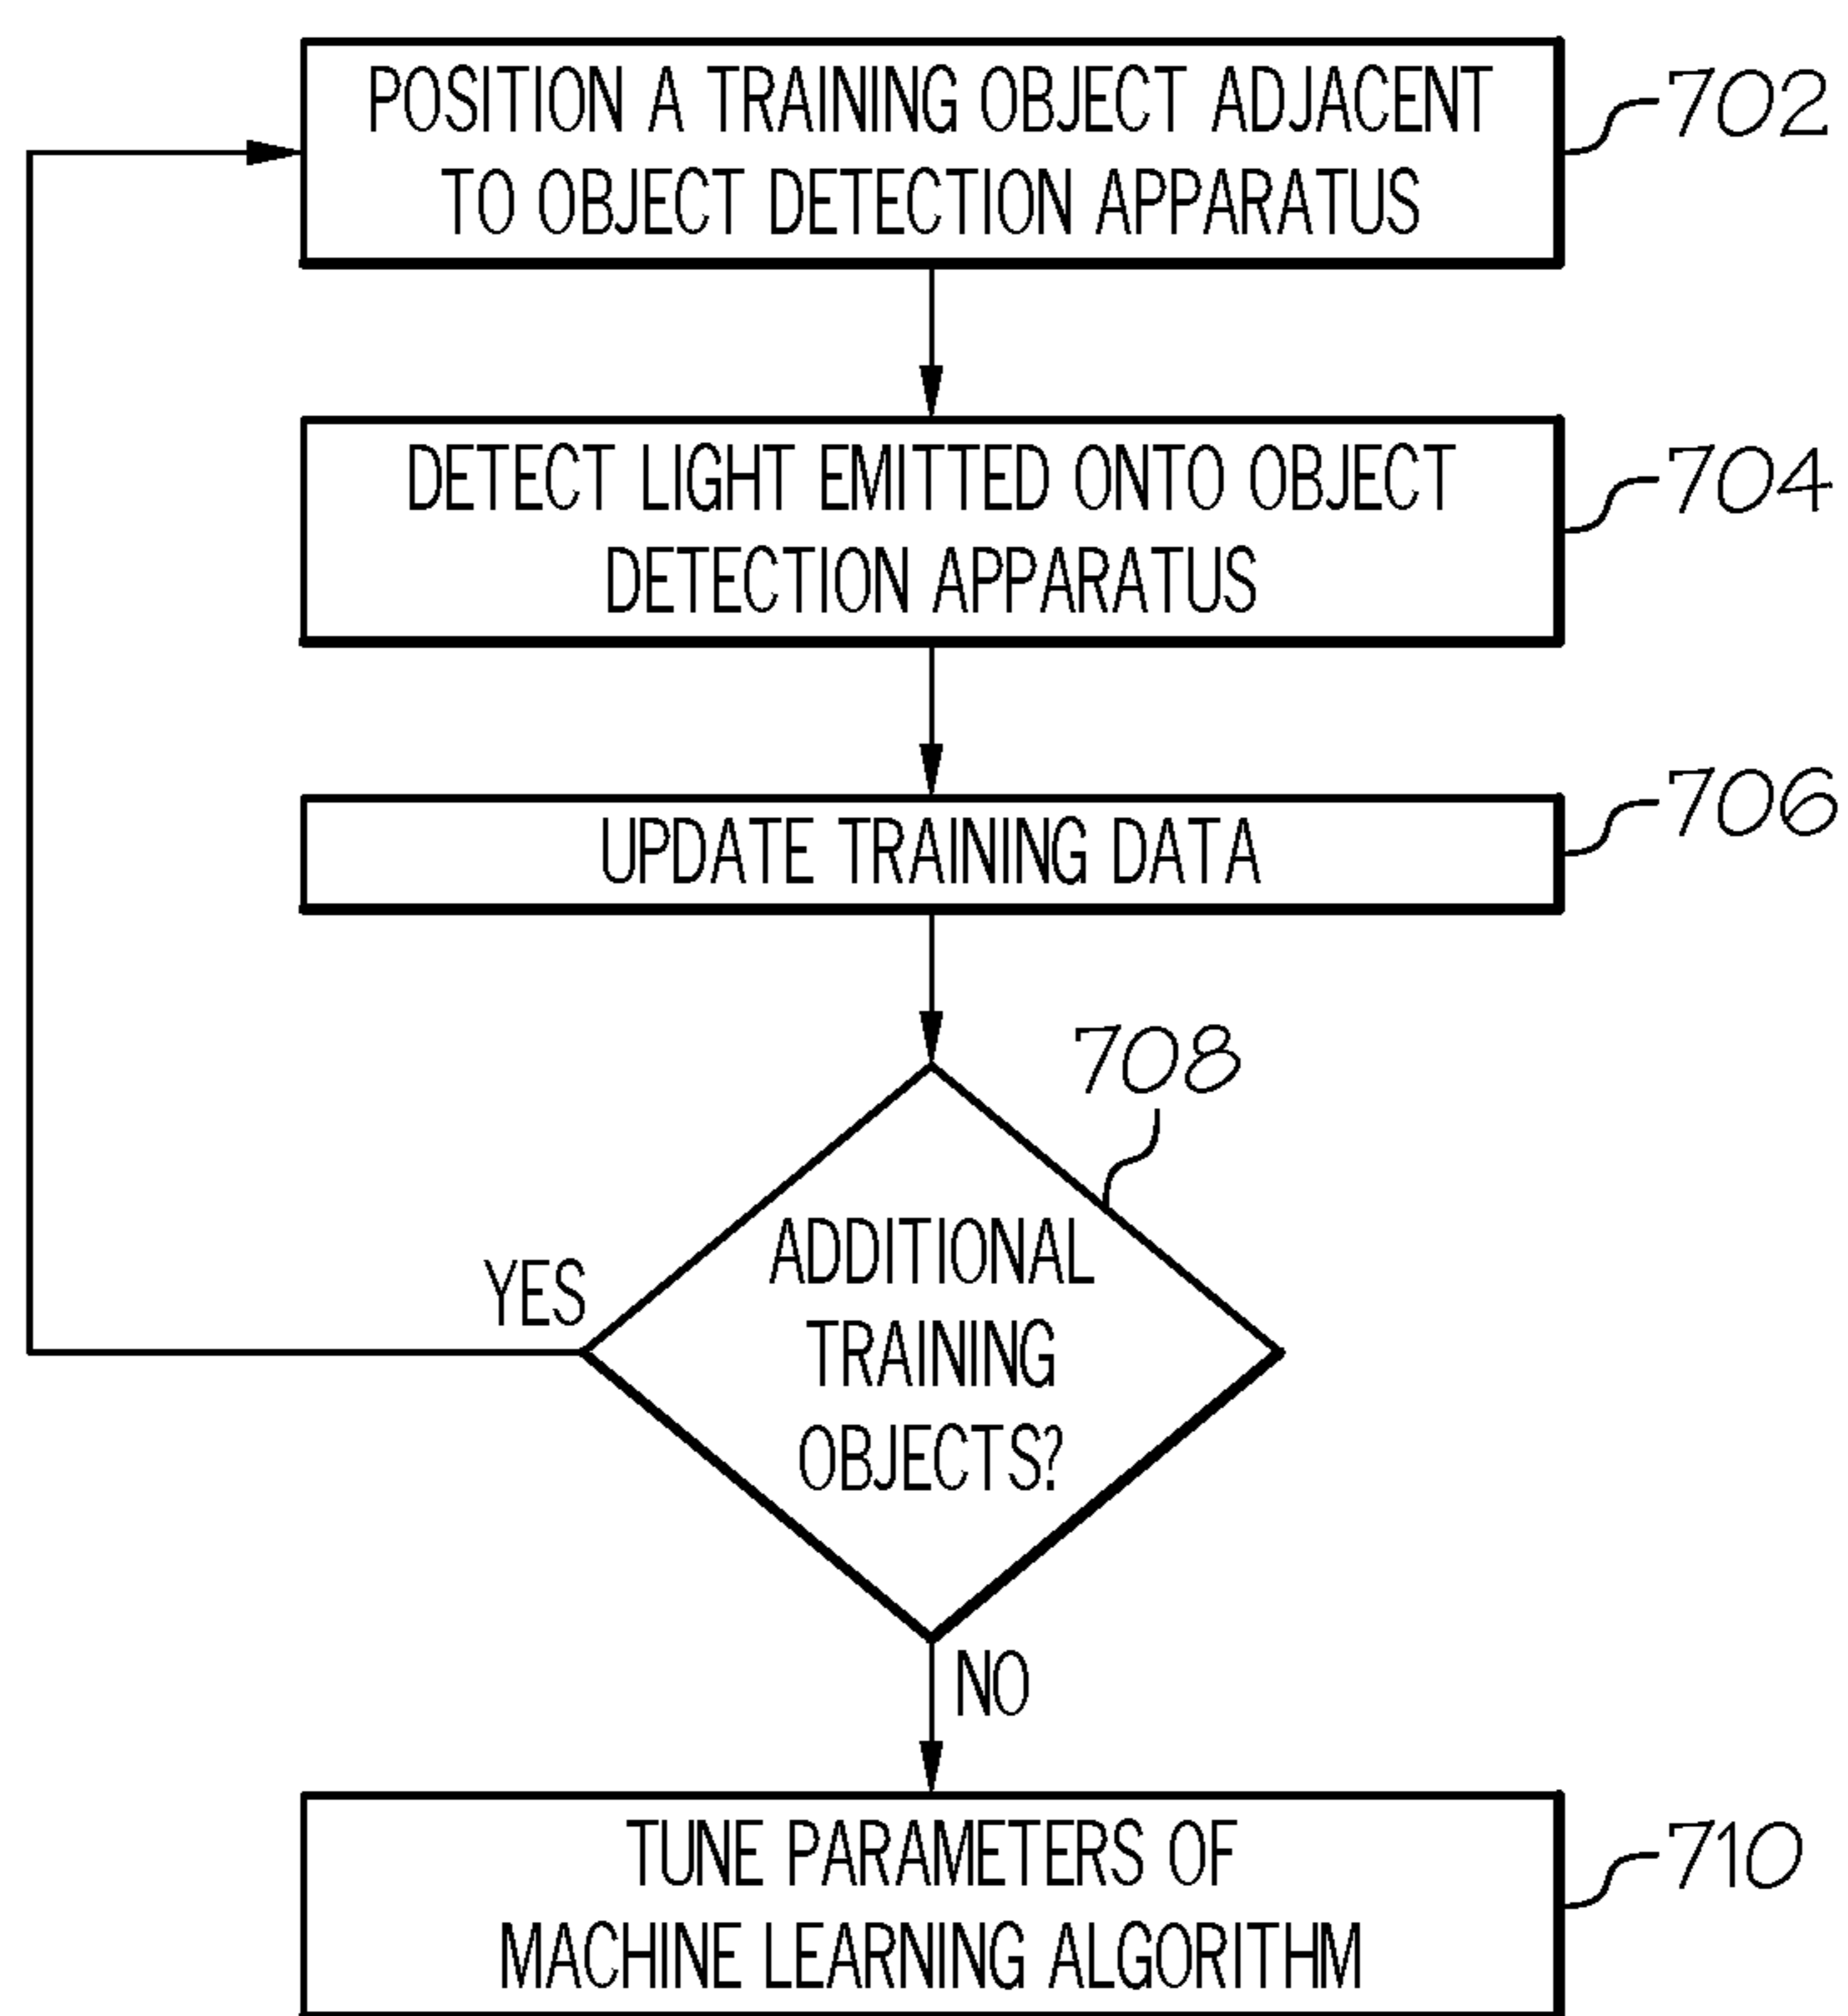 POSITION A TRAINING OBJECT ADJACENT
TO OBJECT DETECTION APPARATUS
702
DETECT LIGHT EMITTED ONTO OBJECT
DETECTION APPARATUS
704
UPDATE TRAINING DATA
706
708
ADDITIONAL
TRAINING
OBJECTS?
YES
NO
TUNE PARAMETERS OF
MACHINE LEARNING ALGORITHM
710